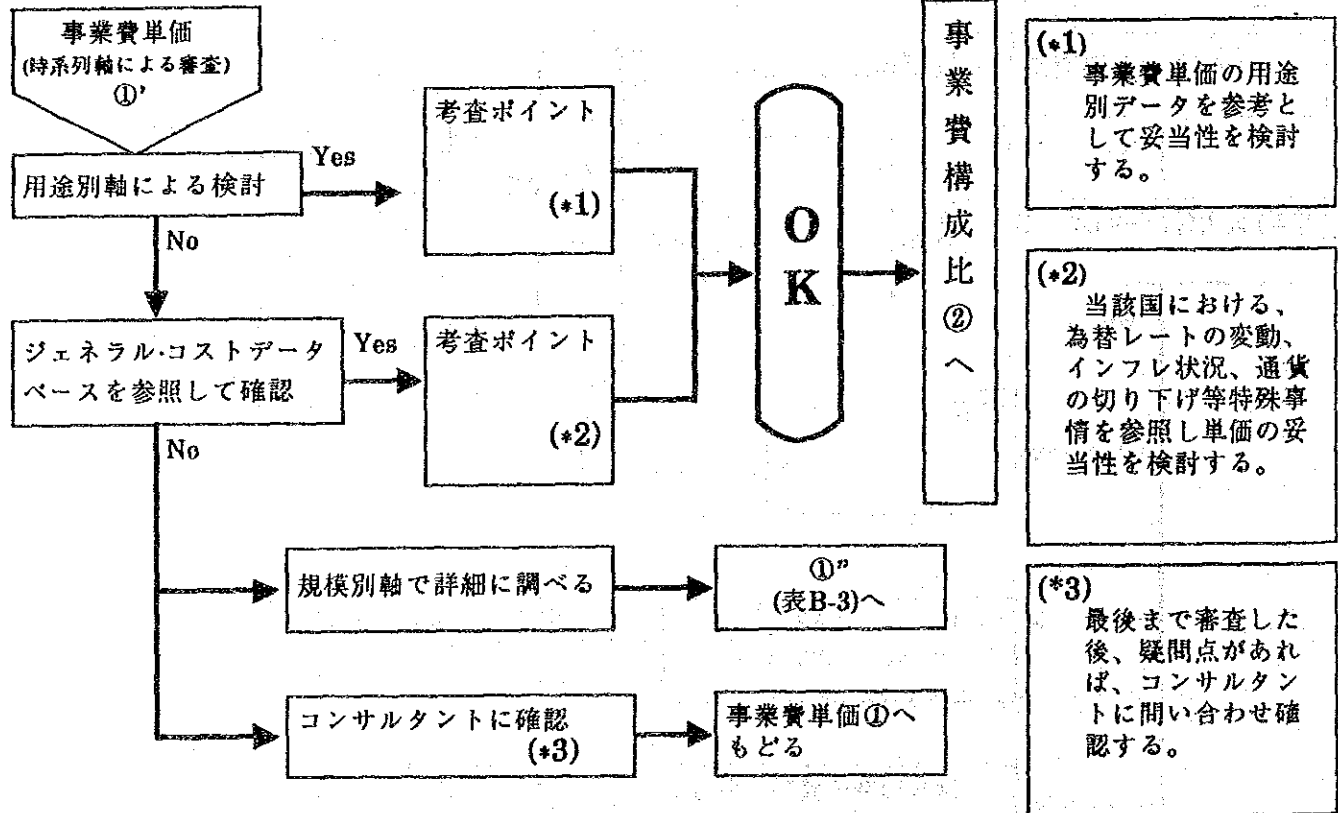 事業費単価
(時系列軸による審査)
①'
用途別軸による検討
Yes
考査ポイント
(*1)
No
ジェネラル・コストデータ
ベースを参照して確認
Yes
考査ポイント
(*2)
No
O
K
事業費構成比②へ
規模別軸で詳細に調べる
①"
(表B-3)へ
コンサルタントに確認
(*3)
事業費単価①へ
もどる
(*1)
事業費単価の用途
別データを参考と
して妥当性を検討
する。
(*2)
当該国における、
為替レートの変動、
インフレ状況、通貨
の切り下げ等特殊事
情を参照し単価の妥
当性を検討する。
(*3)
最後まで審査した
後、疑問点があれ
ば、コンサルタン
トに問い合わせ確
認する。